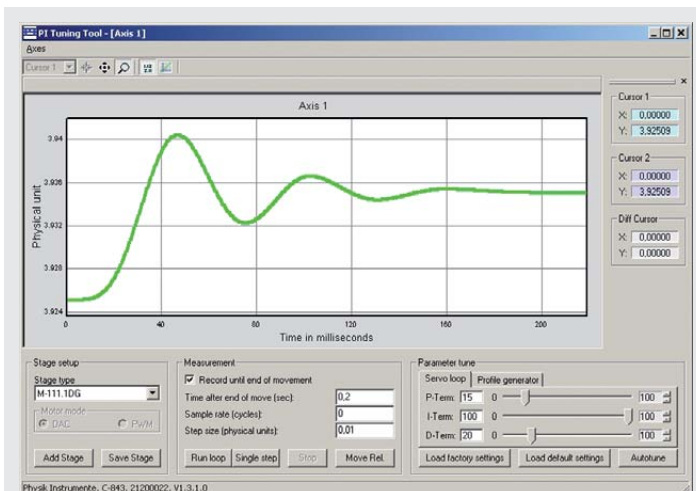 PI Tuning Tool - [Axis 1]
Axes
Cursor 1
Axis 1
Physical unit
3.94
3.936
3.932
3.928
3.924
0 40 80 120 160 200
Time in milliseconds
Cursor 1
X: 0,00000
Y: 3,92509
Cursor 2
X: 0,00000
Y: 3,92509
Diff Cursor
X: 0,00000
Y: 0,00000
Stage setup
Stage type
M-111.1DG
Motor mode
DAC PWM
Add Stage Save Stage
Measurement
Record until end of movement
Time after end of move (sec): 0,2
Sample rate (cycles): 0
Step size (physical units): 0,01
Run loop Single step Stop Move Rel.
Parameter tune
Servo loop Profile generator
P-Term: 15 0 100
I-Term: 100 0 100
D-Term: 20 0 100
Load factory settings Load default settings Autotune
Physik Instrumente, C-843, 21200022, V1.3.1.0